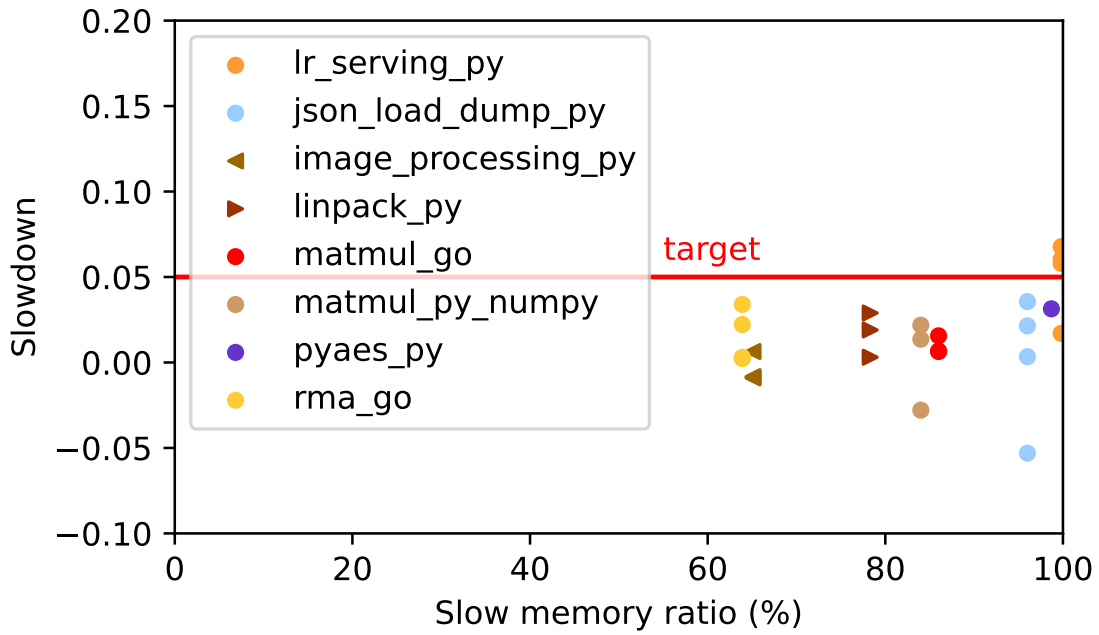 0.20
0.15
0.10
0.05
0.00
−0.05
−0.10
Slowdown
lr_serving_py
json_load_dump_py
image_processing_py
linpack_py
matmul_go
matmul_py_numpy
pyaes_py
rma_go
target
0 20 40 60 80 100
Slow memory ratio (%)